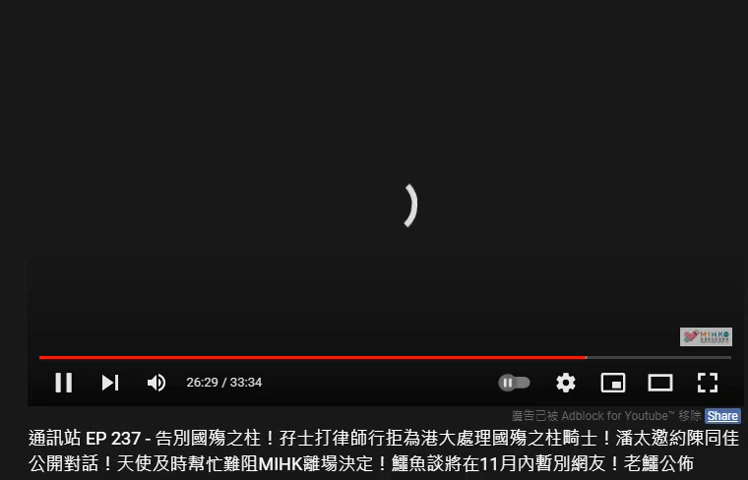 MIHK
26:29 / 33:34
廣告已被 Adblock for Youtube™ 移除 Share
通訊站 EP 237 - 告別國殤之柱！孖士打律師行拒為港大處理國殤之柱畸士！潘太邀約陳同佳
公開對話！天使及時幫忙難阻MIHK離場決定！鱷魚談將在11月內暫別網友！老鱷公佈